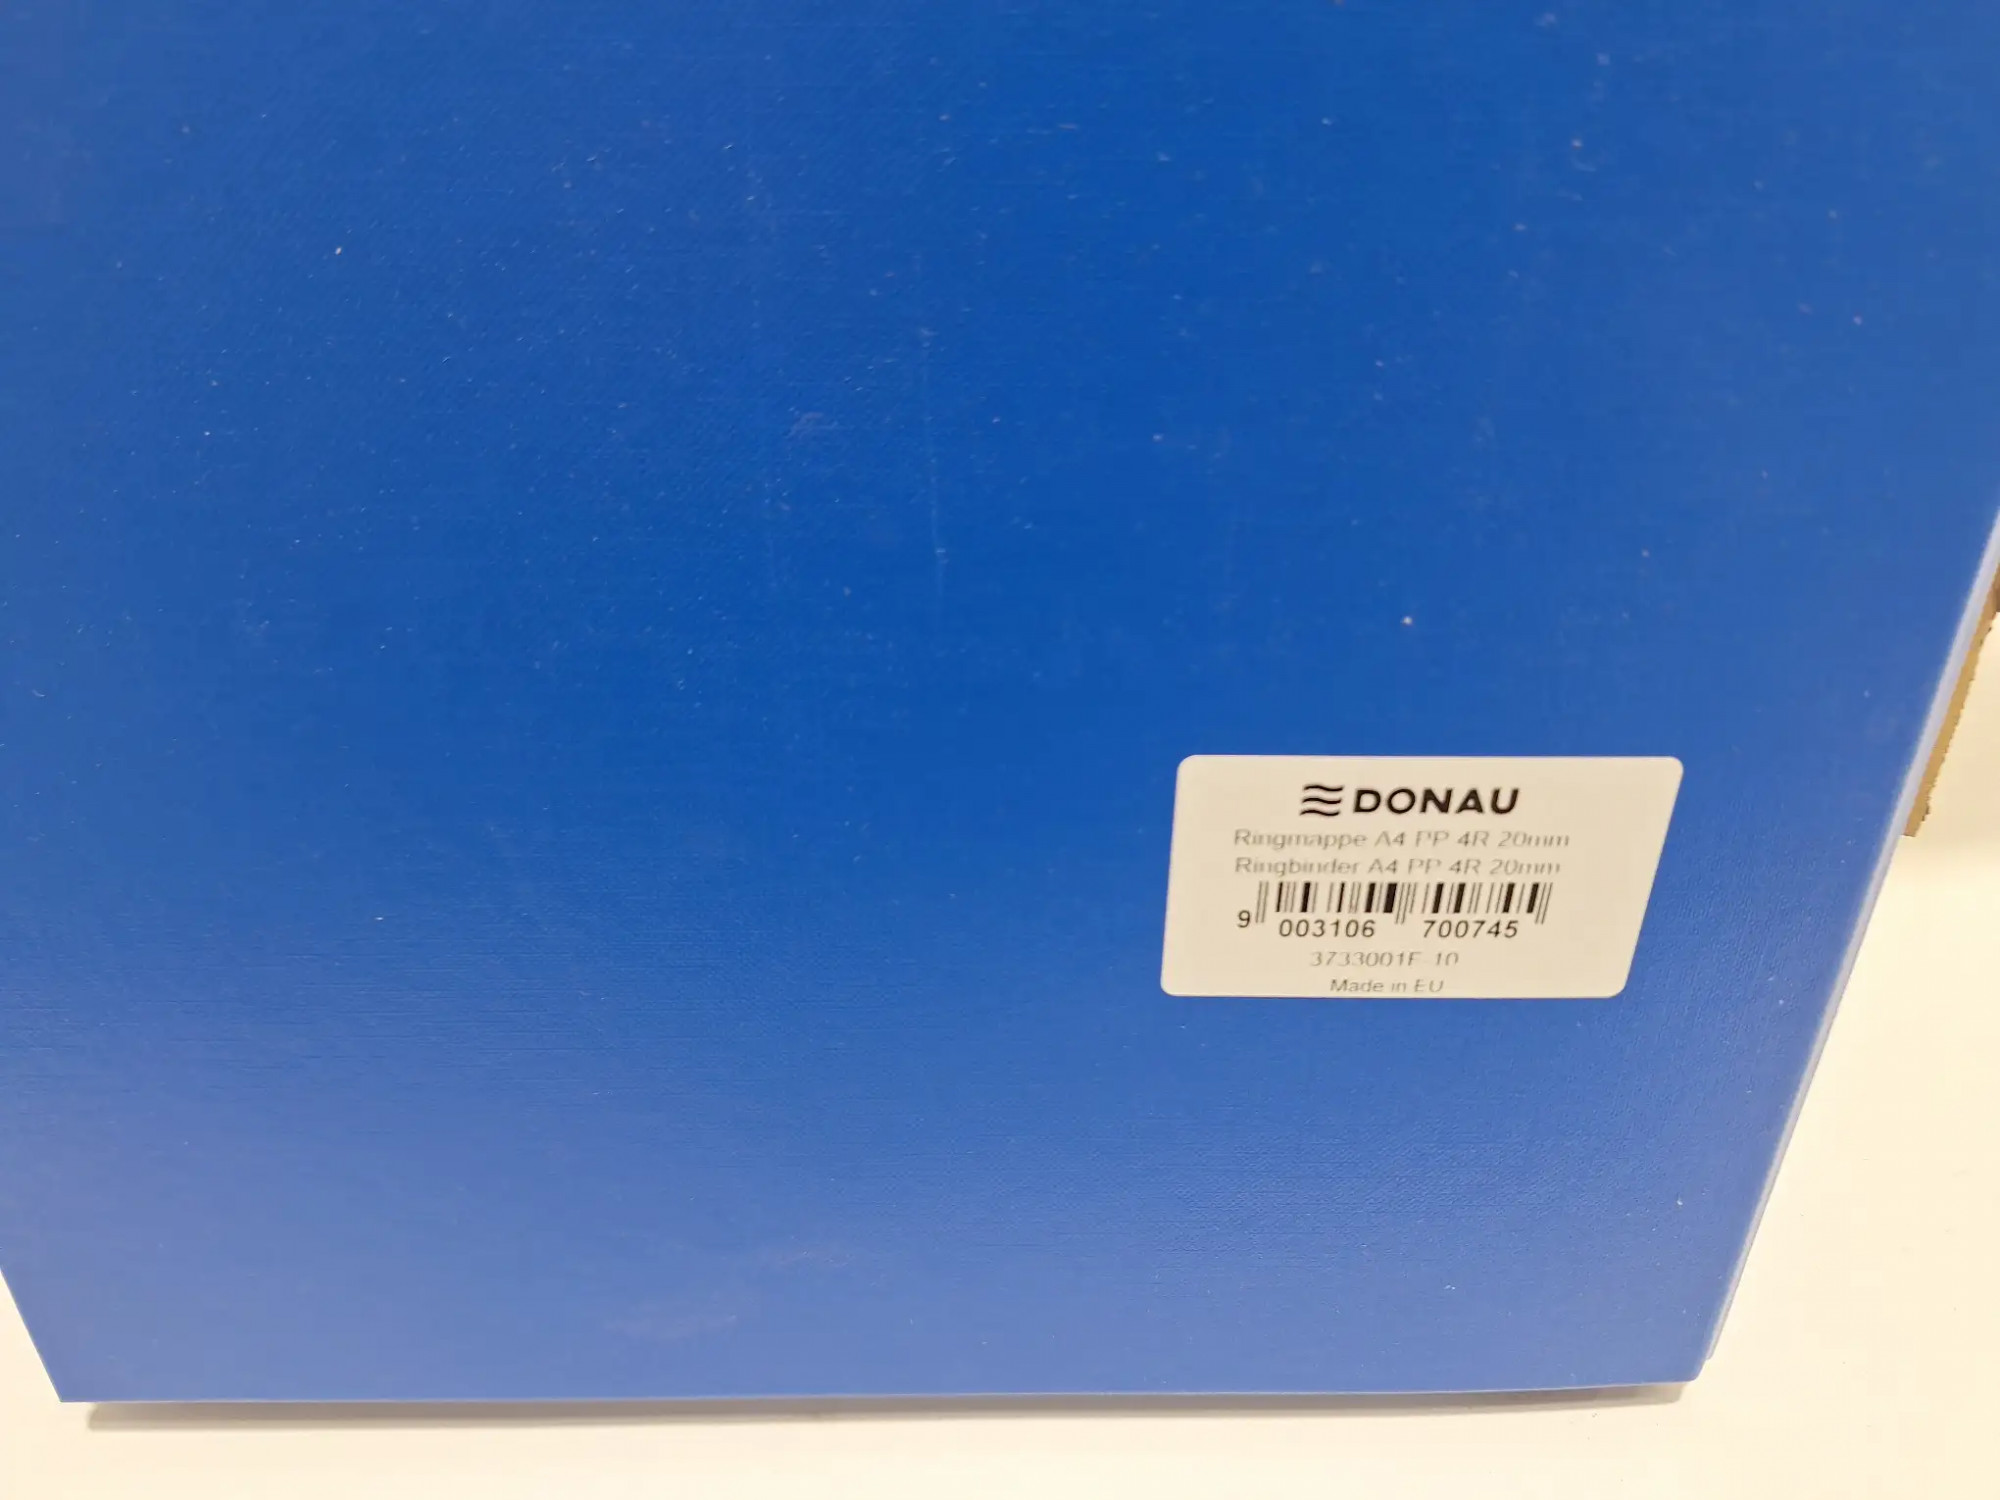 DONAU
Ringmappe A4 PP 4R 20mm
Ringbinder A4 PP 4R 20mm
9 003106 700745
3733001F-10
Made in EU